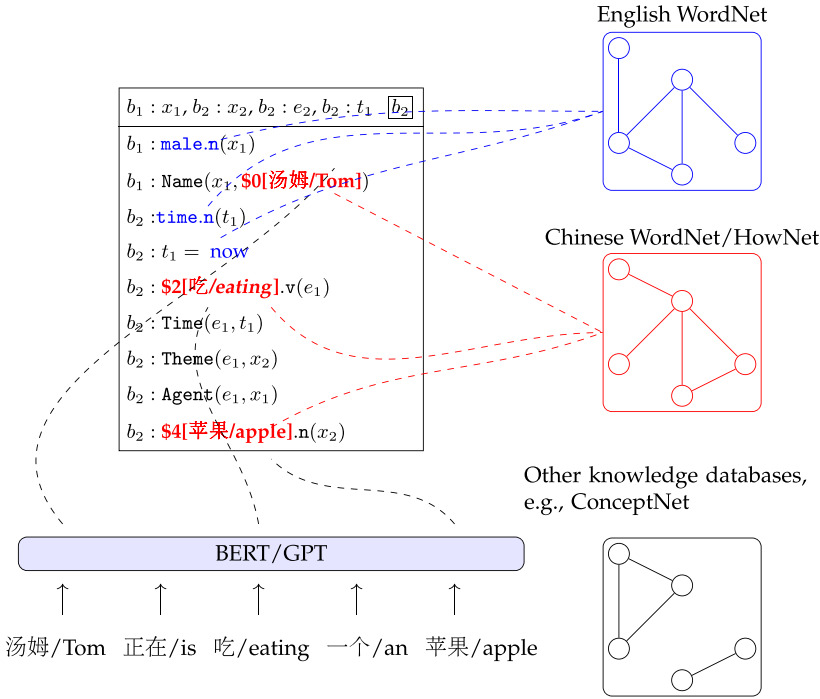 English WordNet
b₁ : x₁, b₂ : x₂, b₂ : e₂, b₂ : t₁ b₂
b₁ : male.n(x₁)
b₁ : Name(x₁, $0[汤姆/Tom])
b₂ :time.n(t₁)
b₂ : t₁ = now
b₂ : $2[吃/eating].v(e₁)
b₂ : Time(e₁, t₁)
b₂ : Theme(e₁, x₂)
b₂ : Agent(e₁, x₁)
b₂ : $4[苹果/apple].n(x₂)
Chinese WordNet/HowNet
Other knowledge databases,
e.g., ConceptNet
BERT/GPT
汤姆/Tom 正在/is 吃/eating 一个/an 苹果/apple